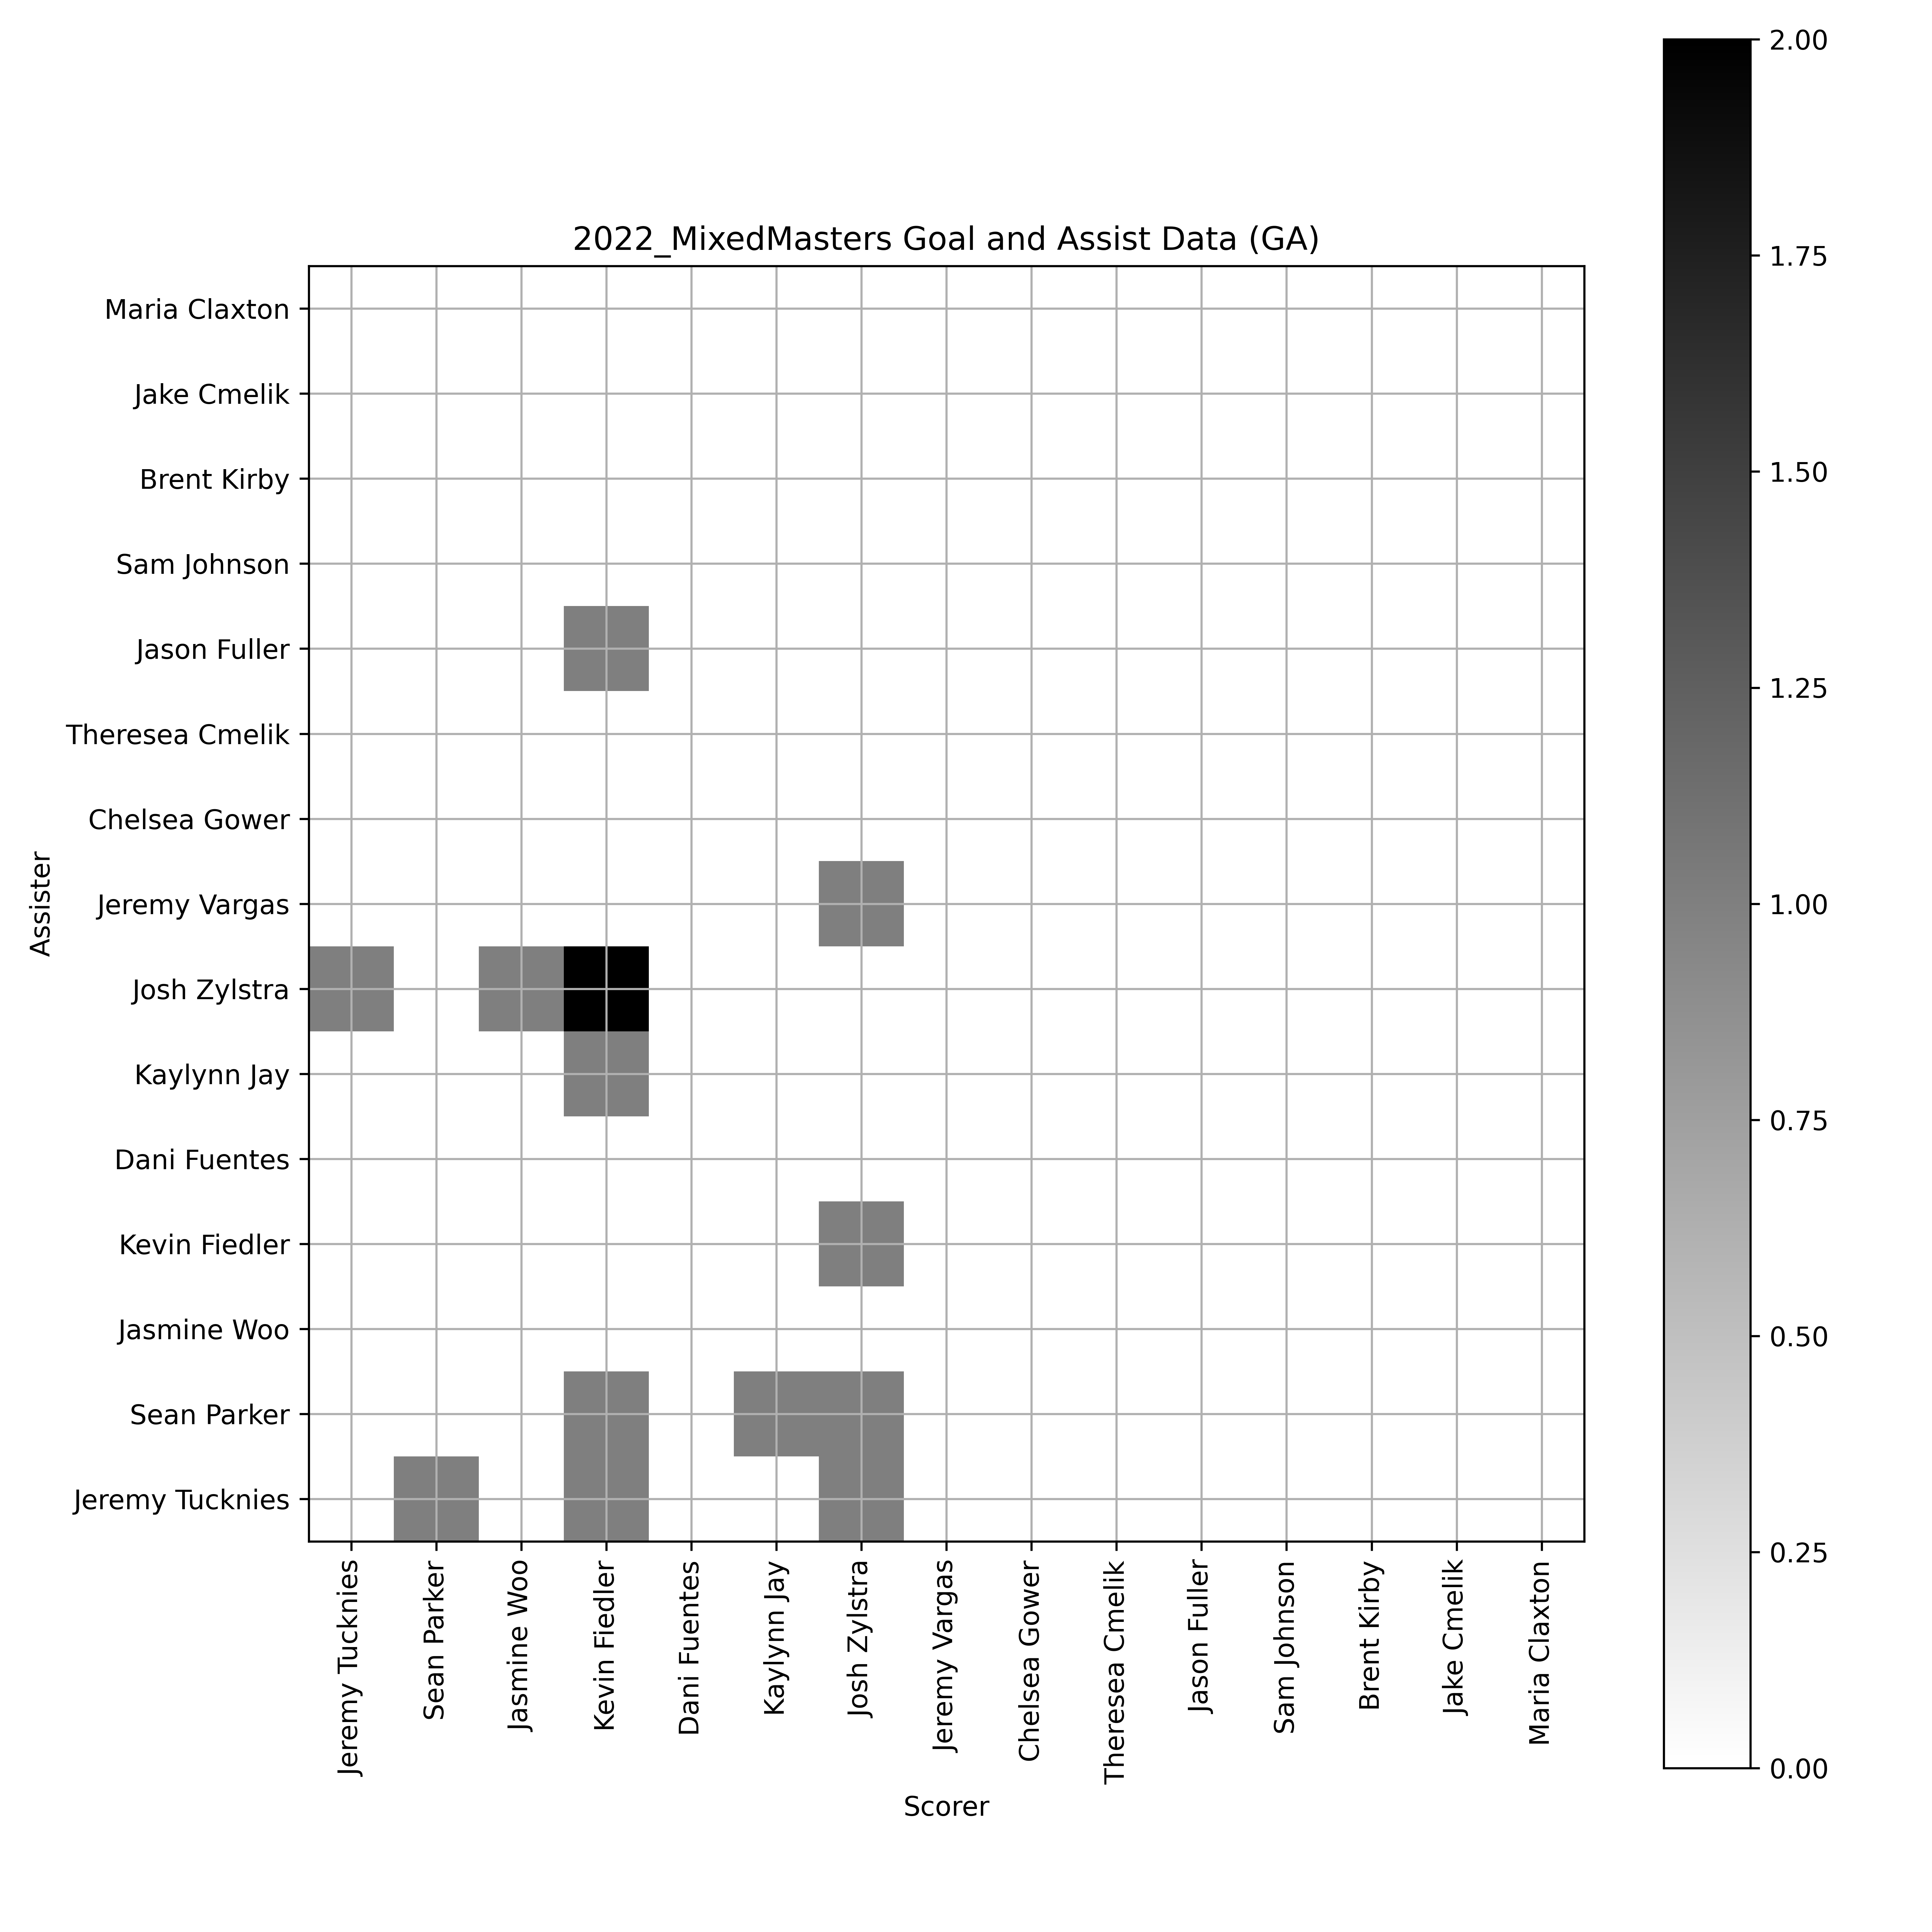 2022_MixedMasters Goal and Assist Data (GA)
Assister
Maria Claxton
Jake Cmelik
Brent Kirby
Sam Johnson
Jason Fuller
Theresea Cmelik
Chelsea Gower
Jeremy Vargas
Josh Zylstra
Kaylynn Jay
Dani Fuentes
Kevin Fiedler
Jasmine Woo
Sean Parker
Jeremy Tucknies
Jeremy Tucknies
Sean Parker
Jasmine Woo
Kevin Fiedler
Dani Fuentes
Kaylynn Jay
Josh Zylstra
Jeremy Vargas
Chelsea Gower
Theresea Cmelik
Jason Fuller
Sam Johnson
Brent Kirby
Jake Cmelik
Maria Claxton
Scorer
2.00
1.75
1.50
1.25
1.00
0.75
0.50
0.25
0.00